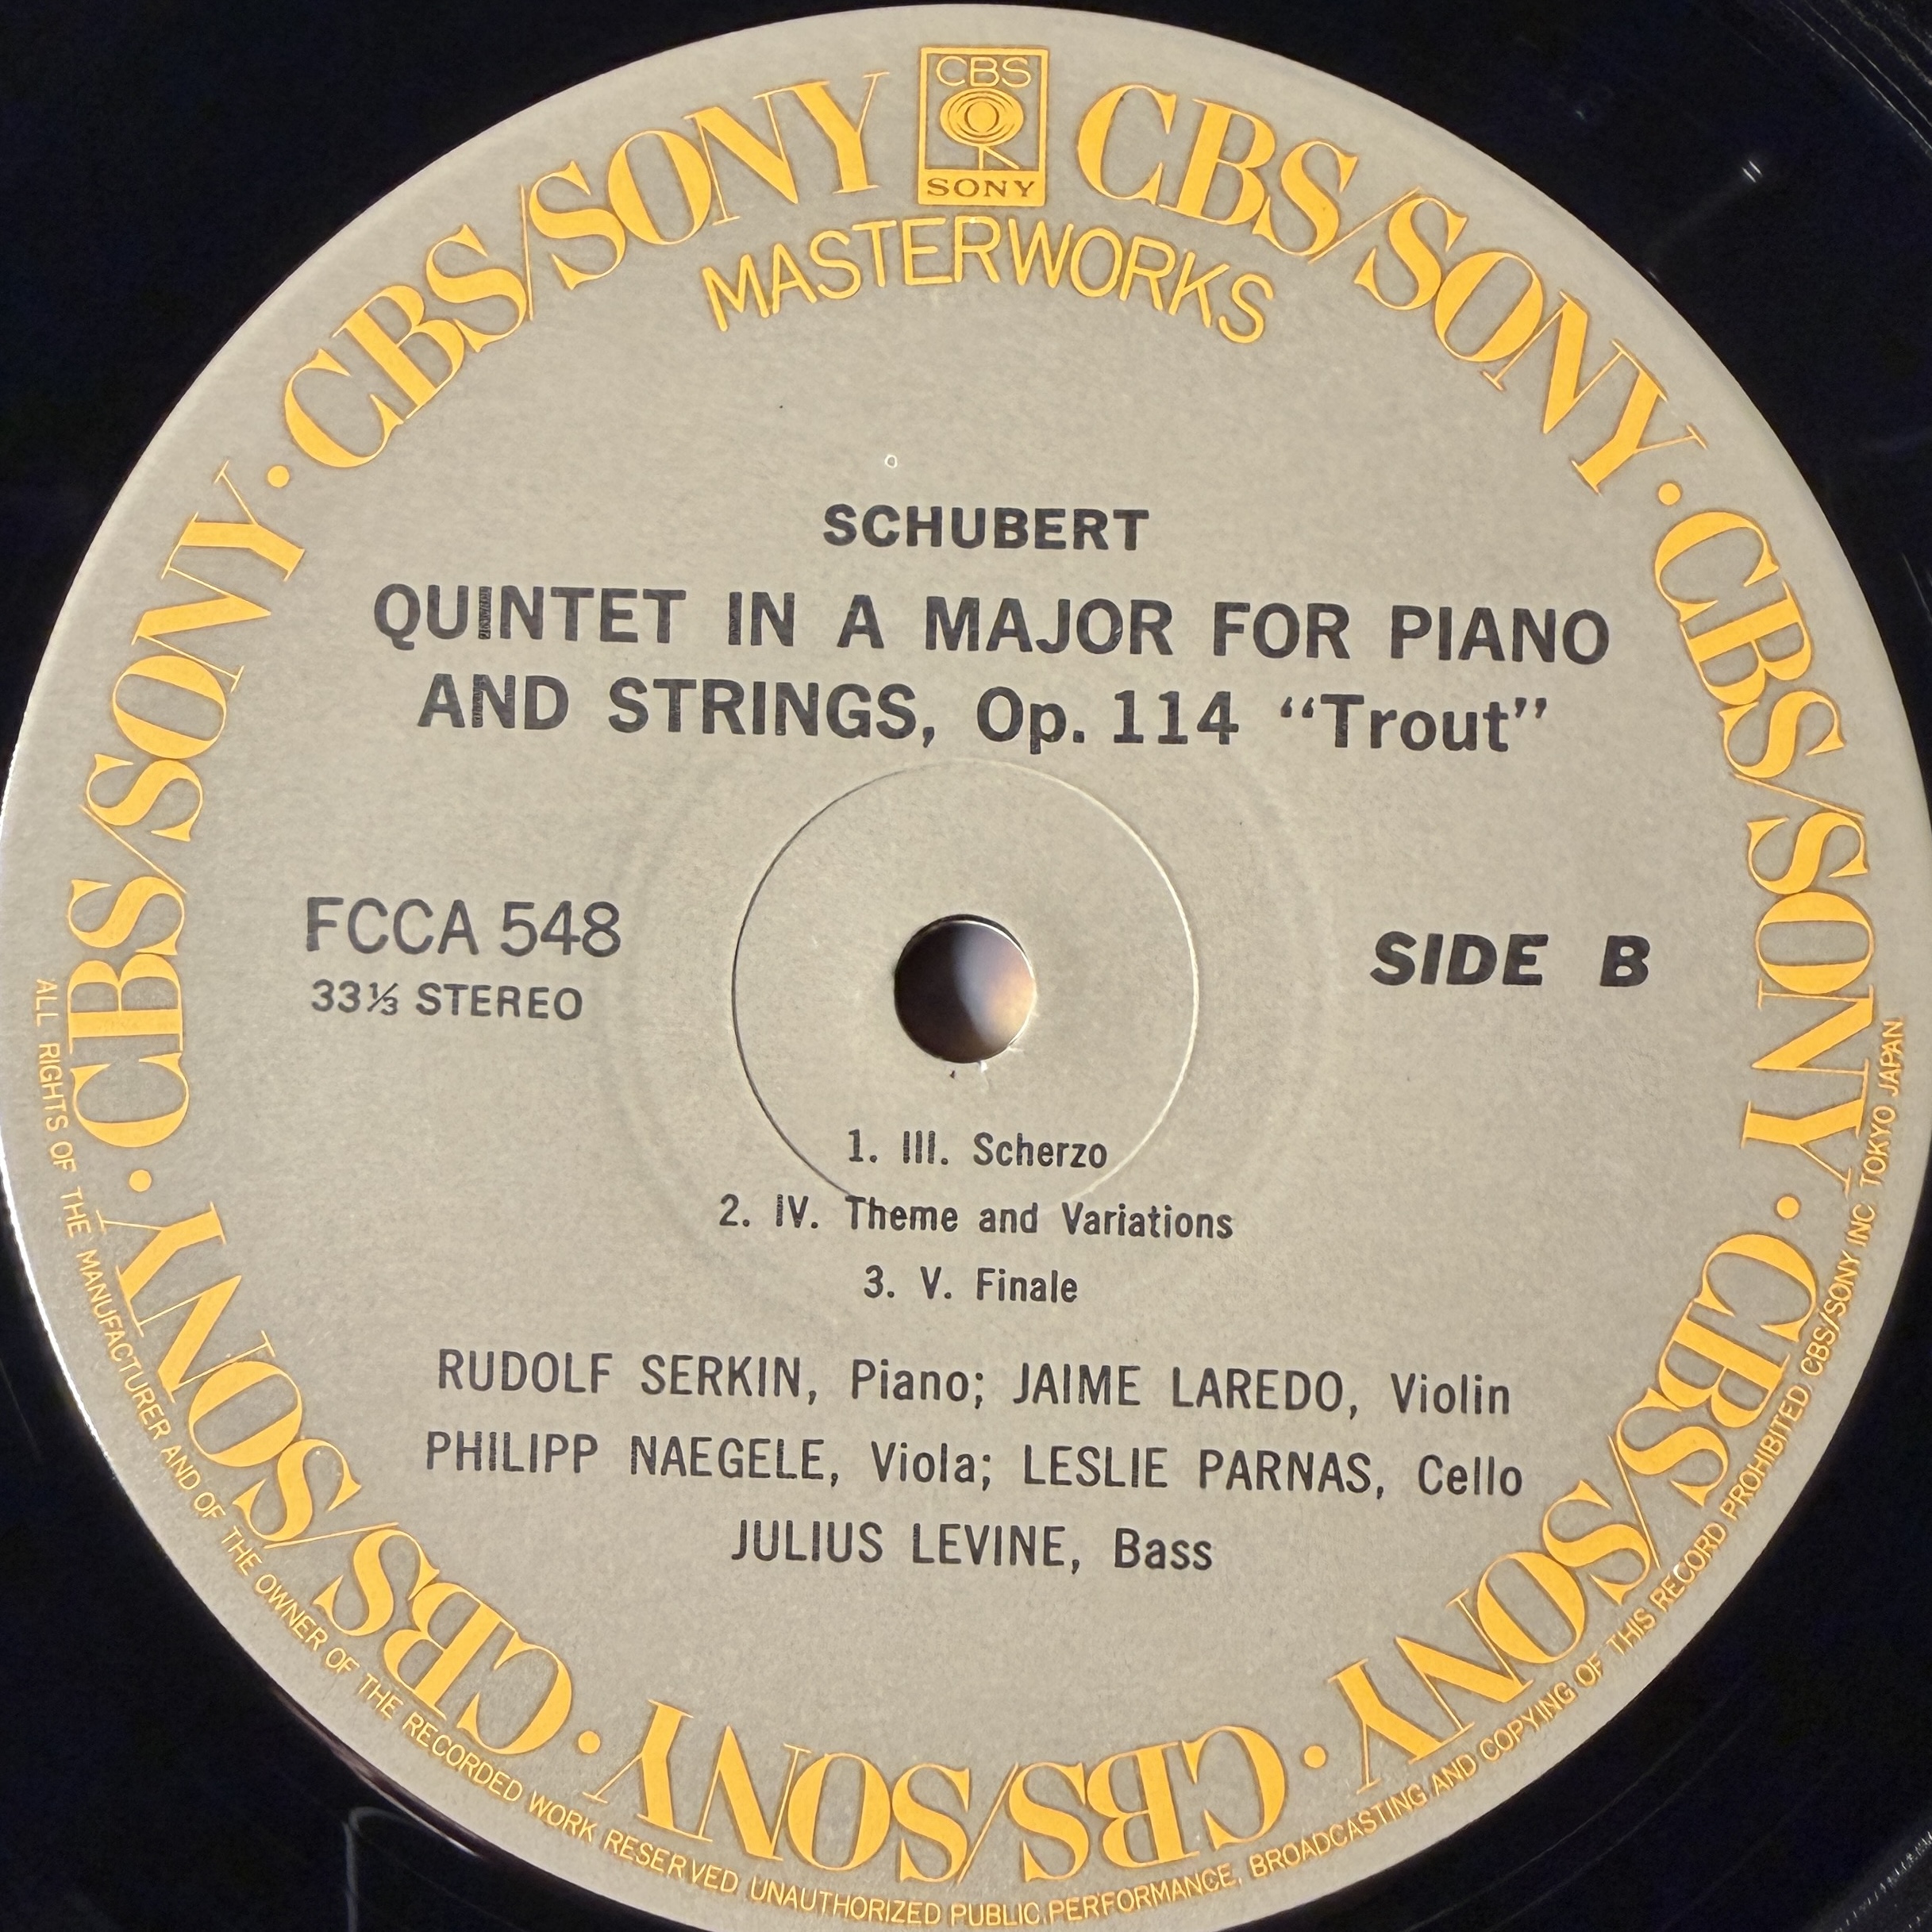 CBS
SONY
CBS/SONY · CBS/SONY · CBS/SONY · CBS/SONY · CBS/SONY · CBS/SONY · CBS/SONY · CBS/SONY
MASTERWORKS
SCHUBERT
QUINTET IN A MAJOR FOR PIANO
AND STRINGS, Op. 114 “Trout”
FCCA 548
33⅓ STEREO
SIDE B
1. III. Scherzo
2. IV. Theme and Variations
3. V. Finale
RUDOLF SERKIN, Piano; JAIME LAREDO, Violin
PHILIPP NAEGELE, Viola; LESLIE PARNAS, Cello
JULIUS LEVINE, Bass
ALL RIGHTS OF THE MANUFACTURER AND OF THE OWNER OF THE RECORDED WORK RESERVED UNAUTHORIZED PUBLIC PERFORMANCE, BROADCASTING AND COPYING OF THIS RECORD PROHIBITED CBS/SONY INC. TOKYO JAPAN